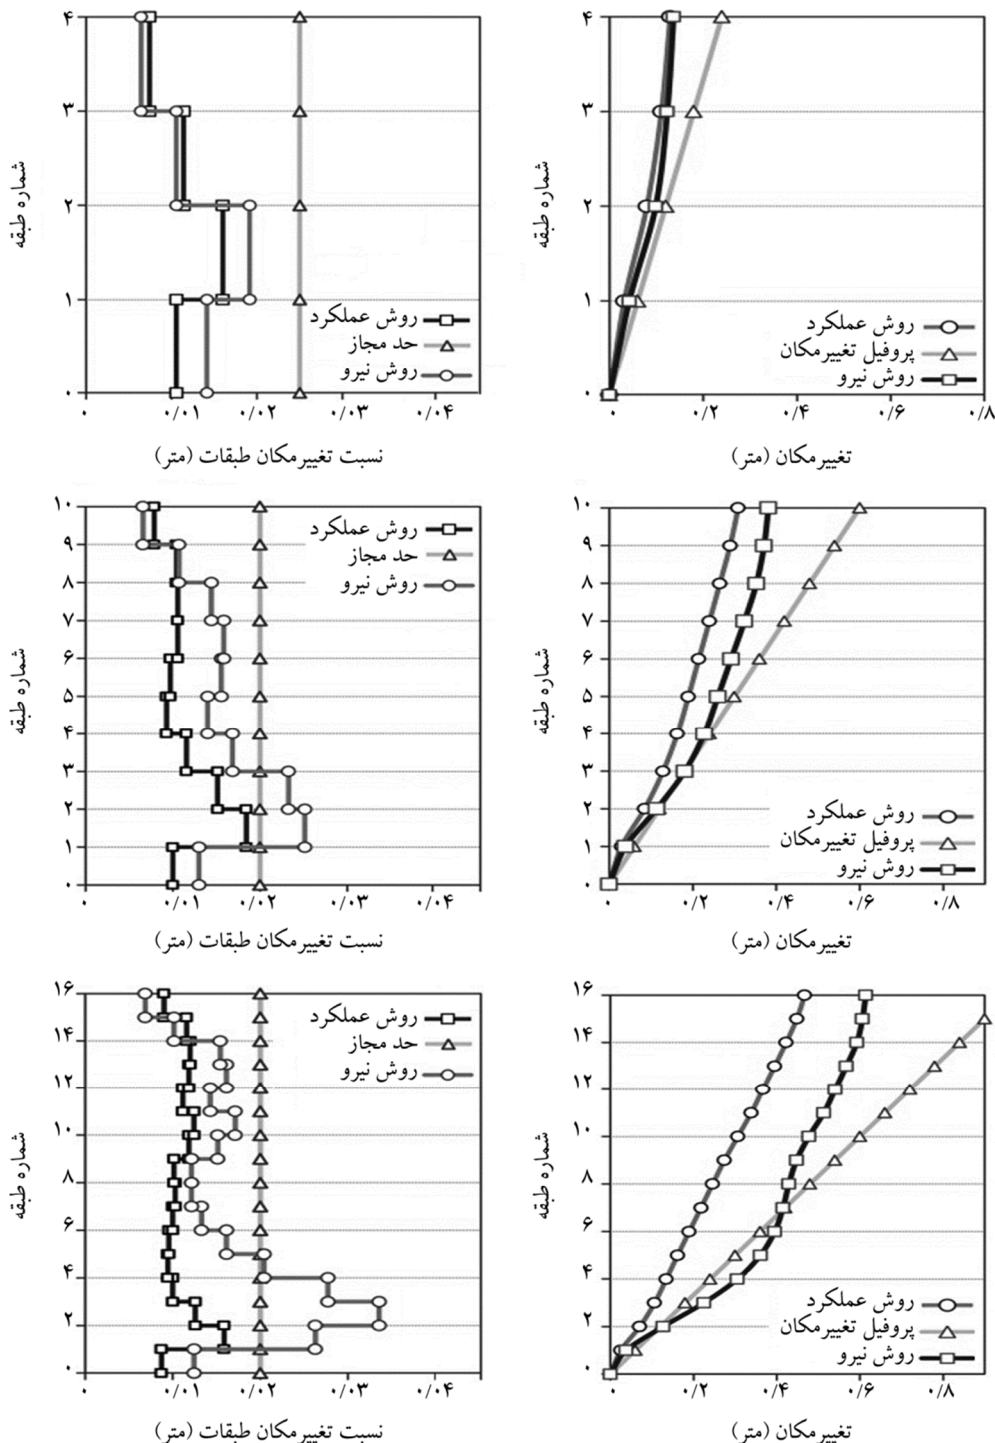 ۴
۳
۲
۱
۰
شماره طبقه
روش عملکرد
حد مجاز
روش نیرو
۰ ۰/۰۱ ۰/۰۲ ۰/۰۳ ۰/۰۴
نسبت تغییرمکان طبقات (متر)
۴
۳
۲
۱
۰
شماره طبقه
روش عملکرد
پروفیل تغییرمکان
روش نیرو
۰ ۰/۲ ۰/۴ ۰/۶ ۰/۸
تغییرمکان (متر)
۱۰
۹
۸
۷
۶
۵
۴
۳
۲
۱
۰
شماره طبقه
روش عملکرد
حد مجاز
روش نیرو
۰ ۰/۰۱ ۰/۰۲ ۰/۰۳ ۰/۰۴
نسبت تغییرمکان طبقات (متر)
۱۰
۹
۸
۷
۶
۵
۴
۳
۲
۱
۰
شماره طبقه
روش عملکرد
پروفیل تغییرمکان
روش نیرو
۰ ۰/۲ ۰/۴ ۰/۶ ۰/۸
تغییرمکان (متر)
۱۶
۱۴
۱۲
۱۰
۸
۶
۴
۲
۰
شماره طبقه
روش عملکرد
حد مجاز
روش نیرو
۰ ۰/۰۱ ۰/۰۲ ۰/۰۳ ۰/۰۴
نسبت تغییرمکان طبقات (متر)
۱۶
۱۴
۱۲
۱۰
۸
۶
۴
۲
۰
شماره طبقه
روش عملکرد
پروفیل تغییرمکان
روش نیرو
۰ ۰/۲ ۰/۴ ۰/۶ ۰/۸
تغییرمکان (متر)